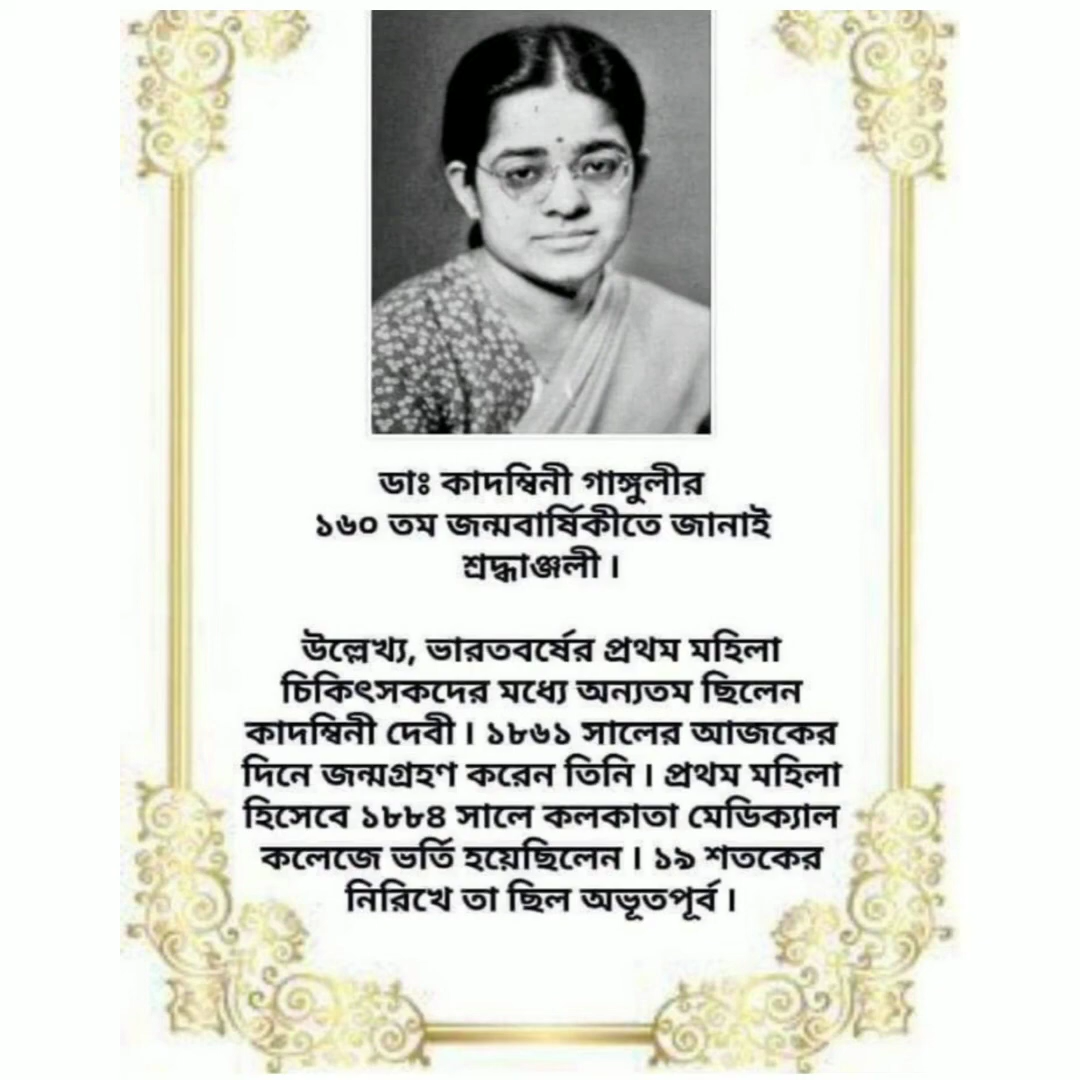 ডাঃ কাদম্বিনী গাঙ্গুলীর
১৬০ তম জন্মবার্ষিকীতে জানাই
শ্রদ্ধাঞ্জলী।
উল্লেখ্য, ভারতবর্ষের প্রথম মহিলা
চিকিৎসকদের মধ্যে অন্যতম ছিলেন
কাদম্বিনী দেবী। ১৮৬১ সালের আজকের
দিনে জন্মগ্রহণ করেন তিনি। প্রথম মহিলা
হিসেবে ১৮৮৪ সালে কলকাতা মেডিক্যাল
কলেজে ভর্তি হয়েছিলেন। ১৯ শতকের
নিরিখে তা ছিল অভূতপূর্ব।